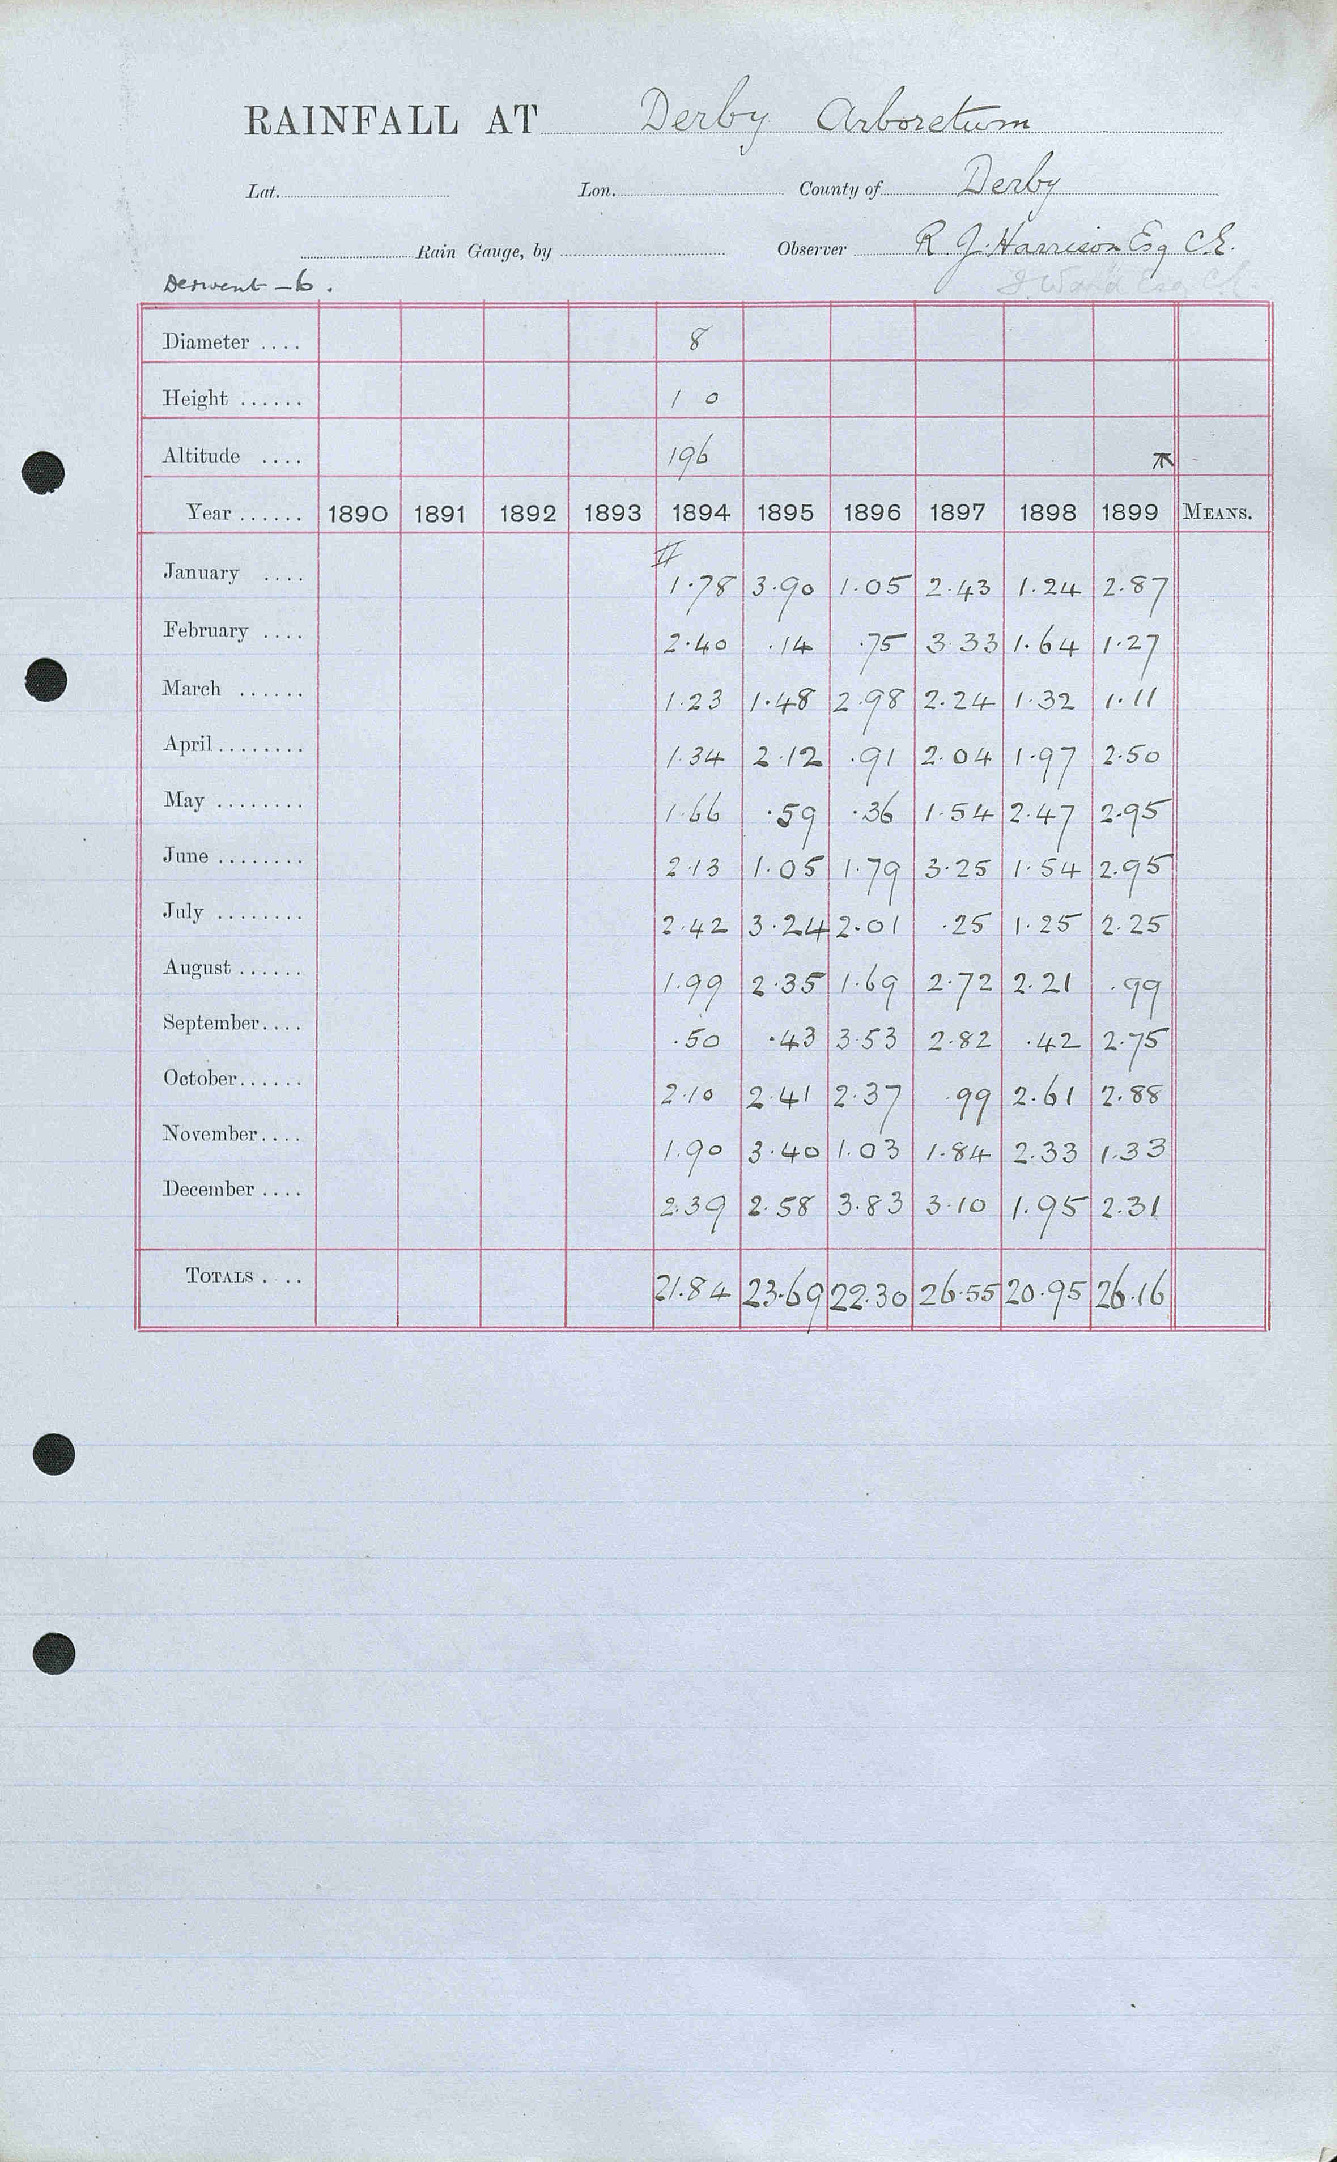 RAINFALL AT Derby Arboretum
Lat. Lon. County of Derby
Rain Gauge, by Observer R. J. Harrison Esq C.E.
Derwent – 6. J. Ward Esq. C.E.
Diameter .... 8
Height ...... 1 0
Altitude .... 196
Year ...... 1890 1891 1892 1893 1894 1895 1896 1897 1898 1899 MEANS.
January .... 1.78 3.90 1.05 2.43 1.24 2.87
February .... 2.40 .14 .75 3.33 1.64 1.27
March ...... 1.23 1.48 2.98 2.24 1.32 1.11
April ........ 1.34 2.12 .91 2.04 1.97 2.50
May ........ 1.66 .59 .36 1.54 2.47 2.95
June ........ 2.13 1.05 1.79 3.25 1.54 2.95
July ........ 2.42 3.24 2.01 .25 1.25 2.25
August ...... 1.99 2.35 1.69 2.72 2.21 .99
September.... .50 .43 3.53 2.82 .42 2.75
October...... 2.10 2.41 2.37 .99 2.61 2.88
November.... 1.90 3.40 1.03 1.84 2.33 1.33
December .... 2.39 2.58 3.83 3.10 1.95 2.31
TOTALS .... 21.84 23.69 22.30 26.55 20.95 26.16